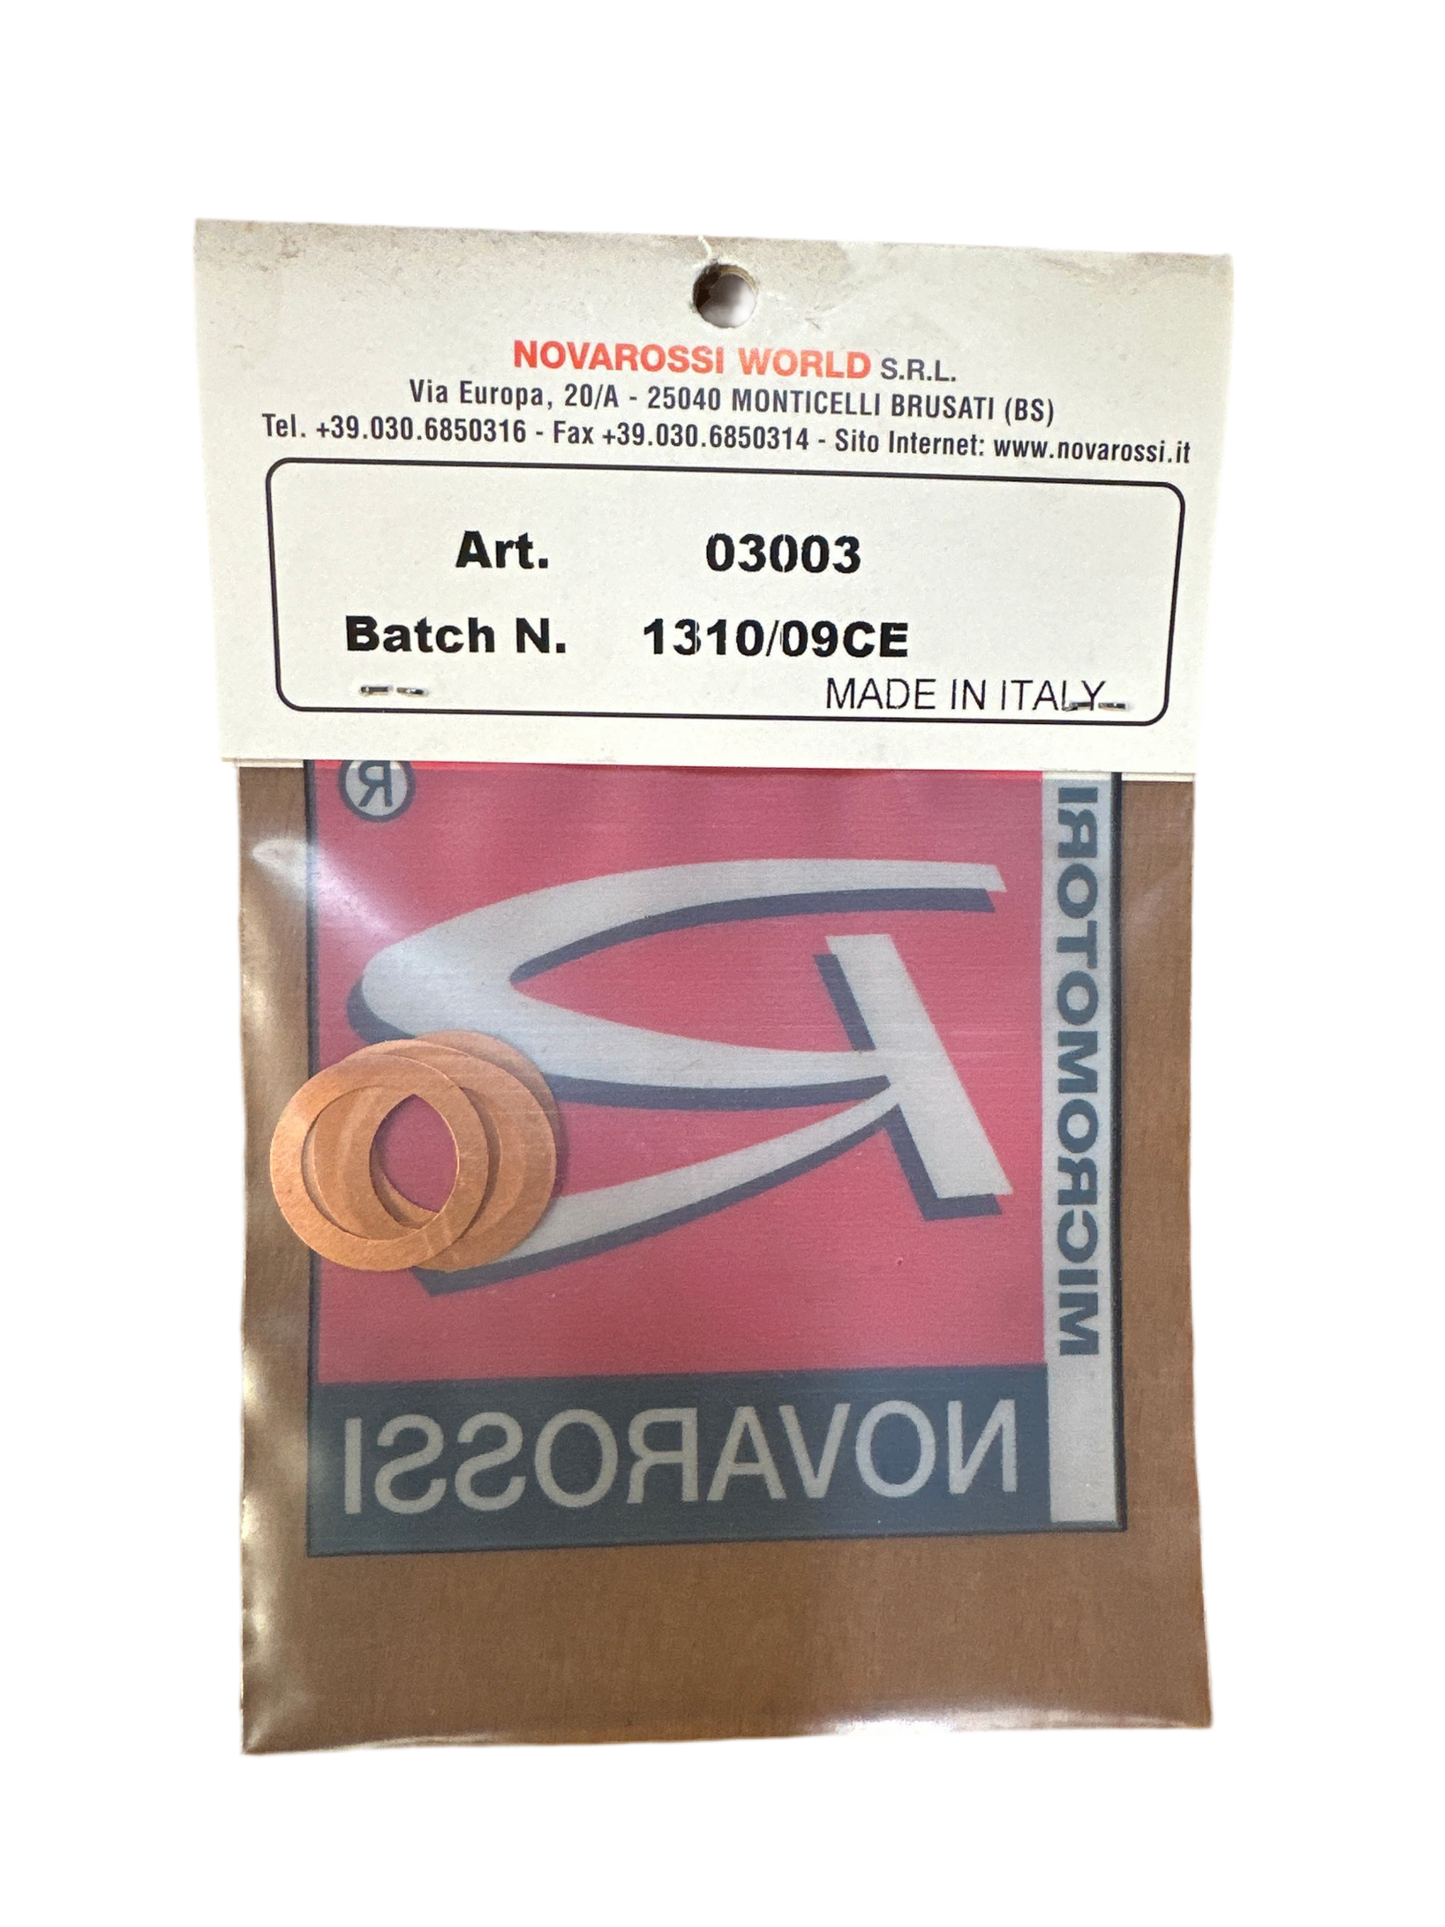 NOVAROSSI WORLD S.R.L.
Via Europa, 20/A - 25040 MONTICELLI BRUSATI (BS)
Tel. +39.030.6850316 - Fax +39.030.6850314 - Sito Internet: www.novarossi.it
Art. 03003
Batch N. 1310/09CE
MADE IN ITALY
®
MICROMOTORI
NOVAROSSI